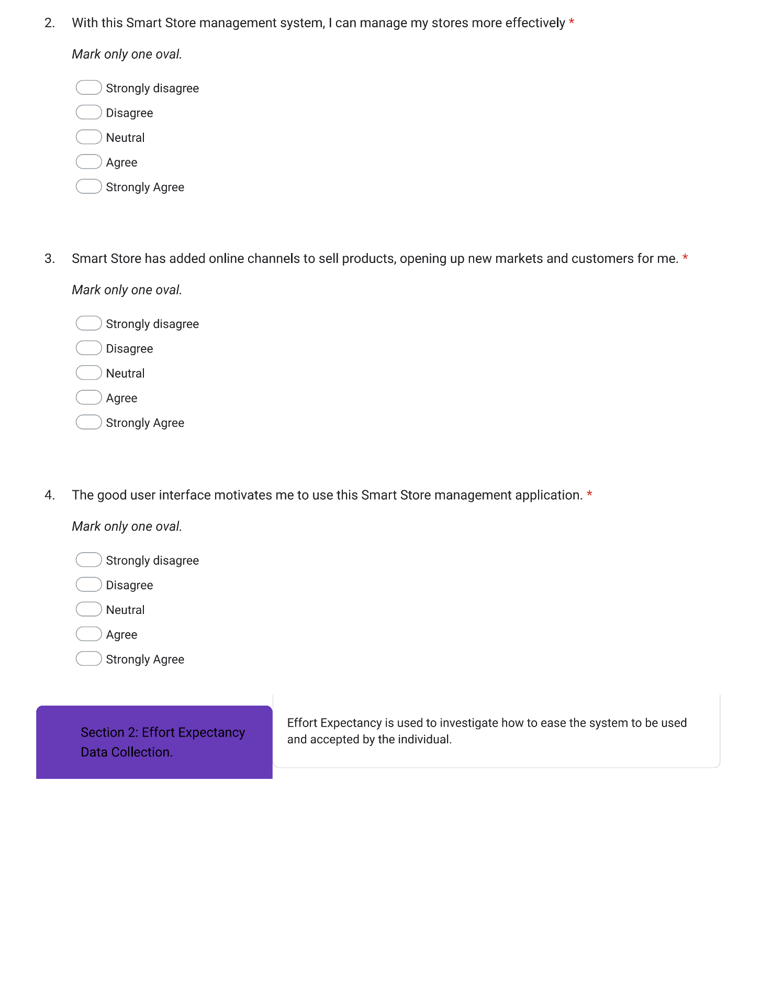 2. With this Smart Store management system, I can manage my stores more effectively *
Mark only one oval.
Strongly disagree
Disagree
Neutral
Agree
Strongly Agree
3. Smart Store has added online channels to sell products, opening up new markets and customers for me. *
Mark only one oval.
Strongly disagree
Disagree
Neutral
Agree
Strongly Agree
4. The good user interface motivates me to use this Smart Store management application. *
Mark only one oval.
Strongly disagree
Disagree
Neutral
Agree
Strongly Agree
Section 2: Effort Expectancy
Data Collection.
Effort Expectancy is used to investigate how to ease the system to be used
and accepted by the individual.